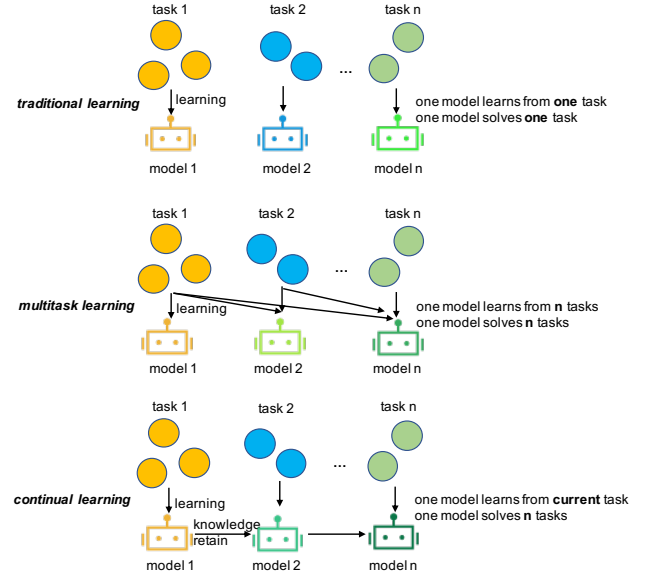 task 1
task 2
task n
...
traditional learning
learning
one model learns from one task
one model solves one task
model 1
model 2
model n
task 1
task 2
task n
...
multitask learning
learning
one model learns from n tasks
one model solves n tasks
model 1
model 2
model n
task 1
task 2
task n
...
continual learning
learning
one model learns from current task
one model solves n tasks
knowledge
retain
model 1
model 2
model n